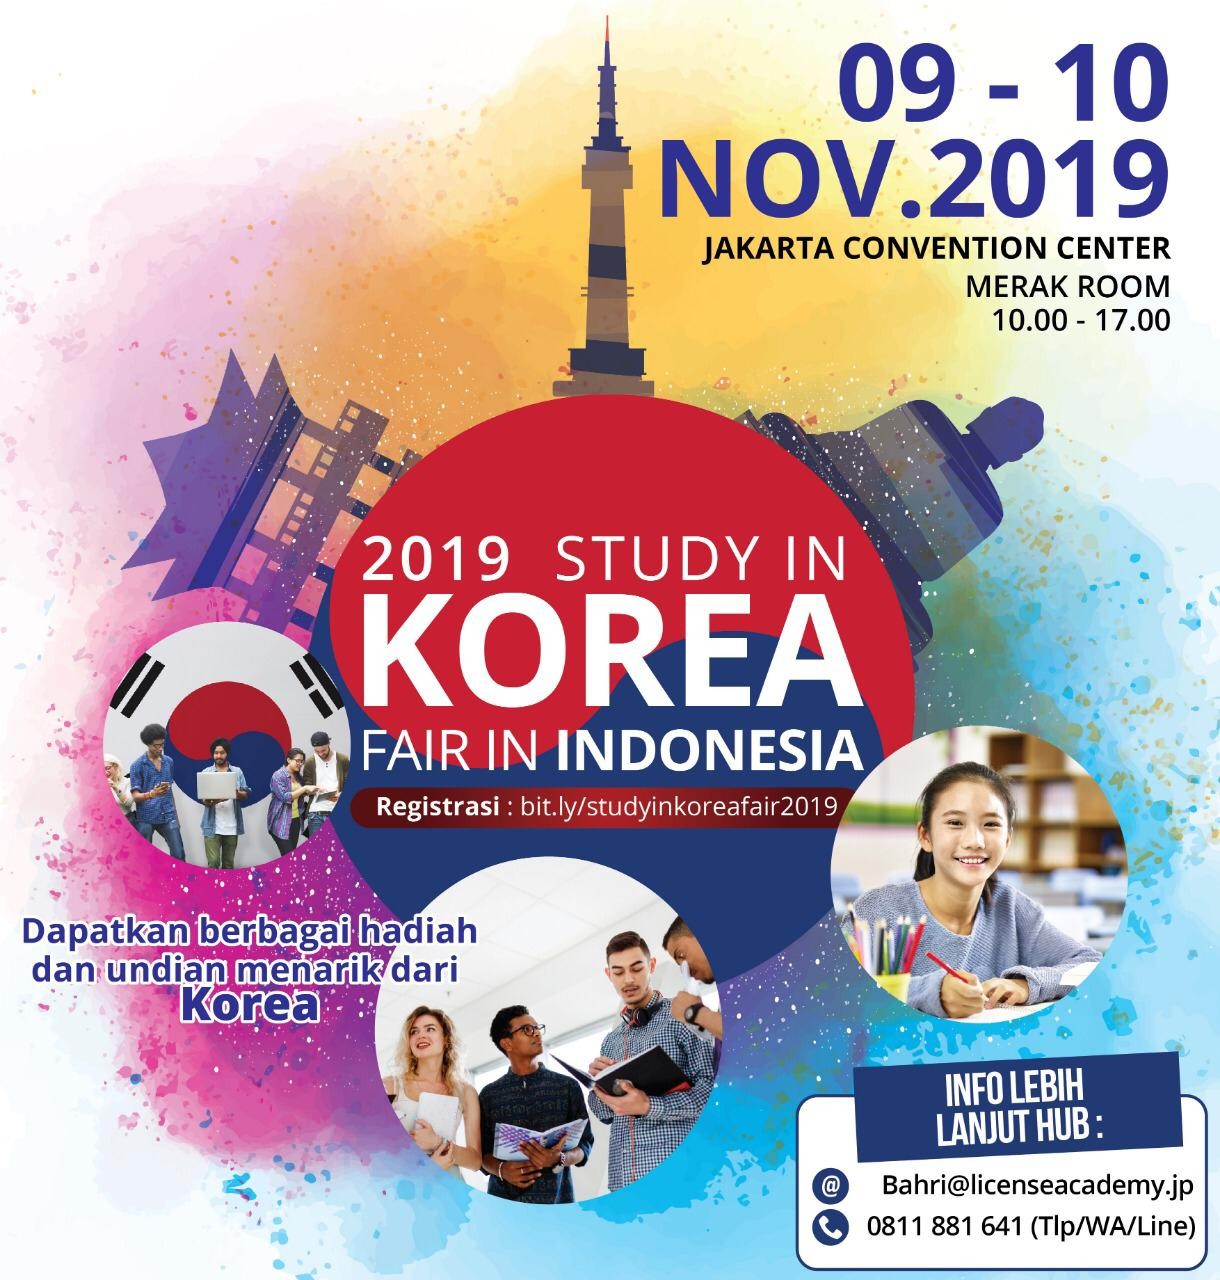 09 - 10
NOV.2019
JAKARTA CONVENTION CENTER
MERAK ROOM
10.00 - 17.00
2019 STUDY IN
KOREA
FAIR IN INDONESIA
Registrasi : bit.ly/studyinkoreafair2019
Dapatkan berbagai hadiah
dan undian menarik dari
Korea
INFO LEBIH
LANJUT HUB :
@ Bahri@licenseacademy.jp
0811 881 641 (Tlp/WA/Line)